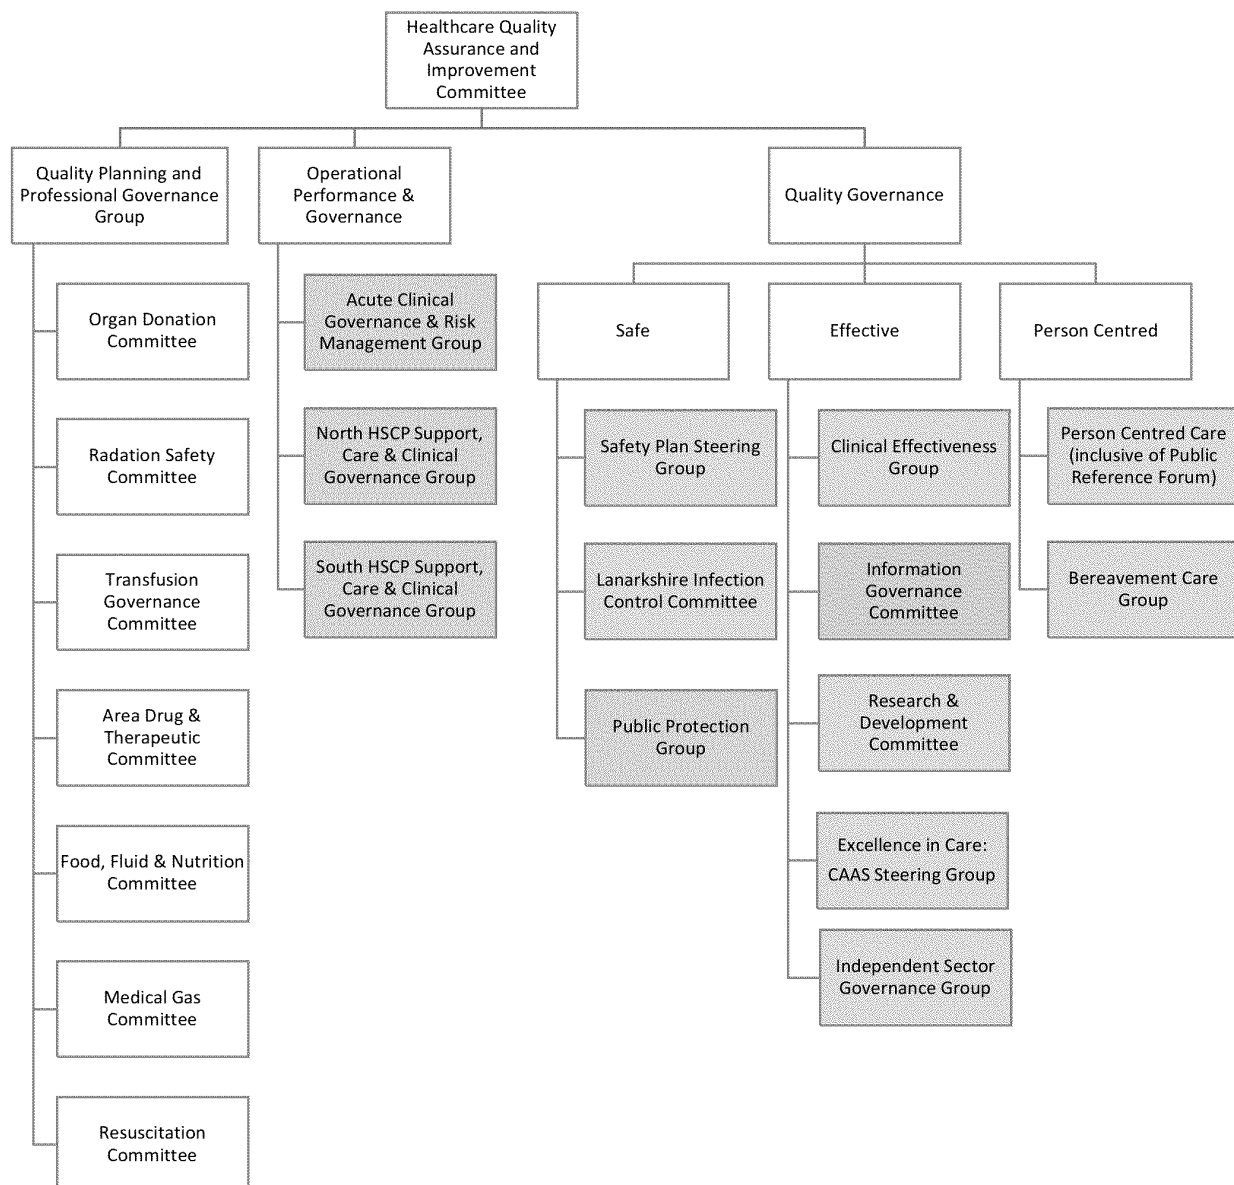 Healthcare Quality
Assurance and
Improvement
Committee
Quality Planning and
Professional Governance
Group
Operational
Performance &
Governance
Quality Governance
Organ Donation
Committee
Radation Safety
Committee
Transfusion
Governance
Committee
Area Drug &
Therapeutic
Committee
Food, Fluid & Nutrition
Committee
Medical Gas
Committee
Resuscitation
Committee
Acute Clinical
Governance & Risk
Management Group
North HSCP Support,
Care & Clinical
Governance Group
South HSCP Support,
Care & Clinical
Governance Group
Safe
Safety Plan Steering
Group
Lanarkshire Infection
Control Committee
Public Protection
Group
Effective
Clinical Effectiveness
Group
Information
Governance
Committee
Research &
Development
Committee
Excellence in Care:
CAAS Steering Group
Independent Sector
Governance Group
Person Centred
Person Centred Care
(inclusive of Public
Reference Forum)
Bereavement Care
Group